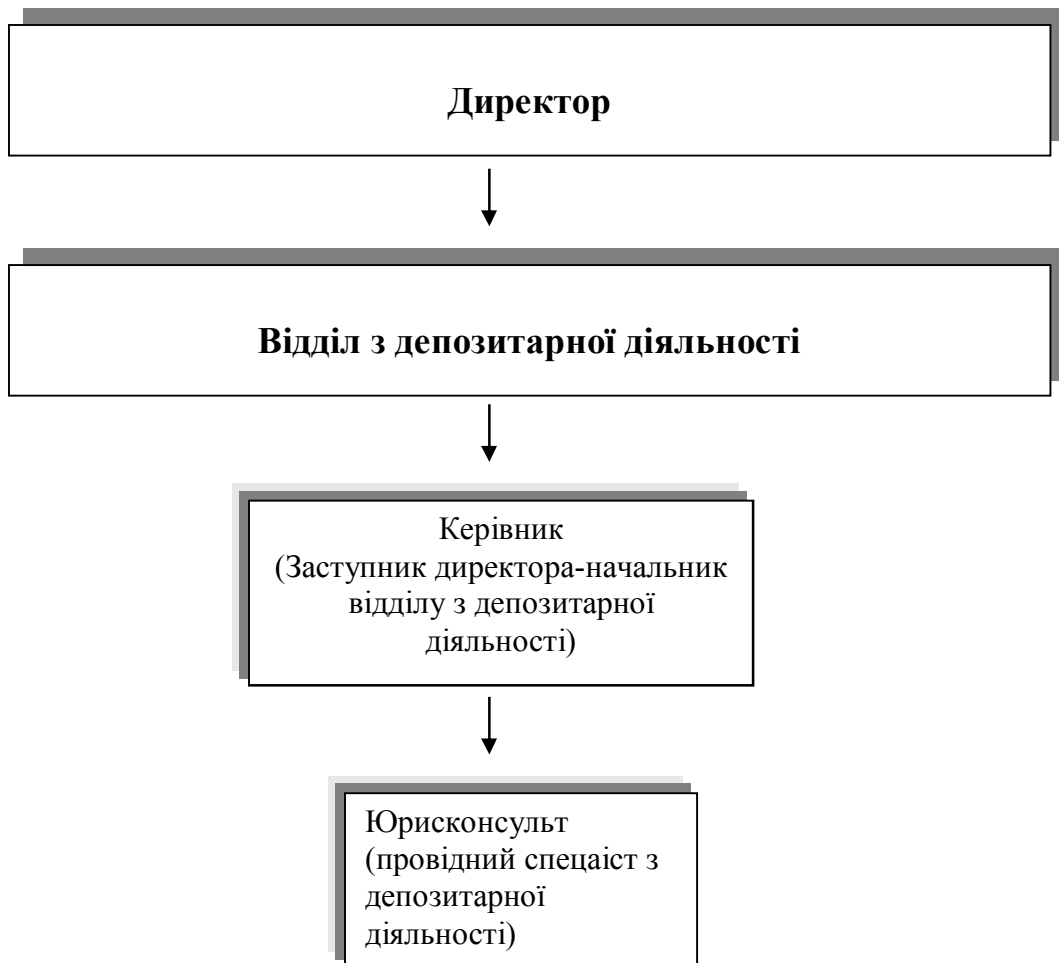 Директор
Відділ з депозитарної діяльності
Керівник
(Заступник директора-начальник
відділу з депозитарної
діяльності)
Юрисконсульт
(провідний спецаіст з
депозитарної
діяльності)